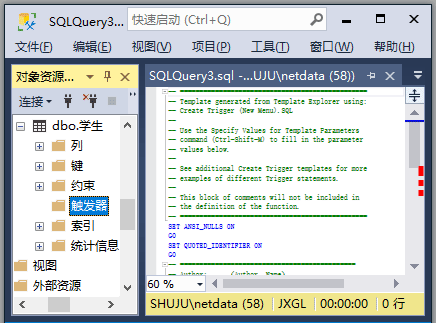 SQLQuery3
快速启动 (Ctrl+Q)
文件(F) 编辑(E) 视图(V) 项目(P) 工具(T) 窗口(W) 帮助(H)
对象资源...
连接
dbo.学生
列
键
约束
触发器
索引
统计信息
视图
外部资源
SQLQuery3.sql -...UJU\netdata (58))
-- ================================================
-- Template generated from Template Explorer using:
-- Create Trigger (New Menu).SQL
--
-- Use the Specify Values for Template Parameters
-- command (Ctrl-Shift-M) to fill in the parameter
-- values below.
--
-- See additional Create Trigger templates for more
-- examples of different Trigger statements.
--
-- This block of comments will not be included in
-- the definition of the function.
-- ================================================
SET ANSI_NULLS ON
GO
SET QUOTED_IDENTIFIER ON
GO
-- =============================================
60 %
SHUJU\netdata (58) JXGL 00:00:00 0 行